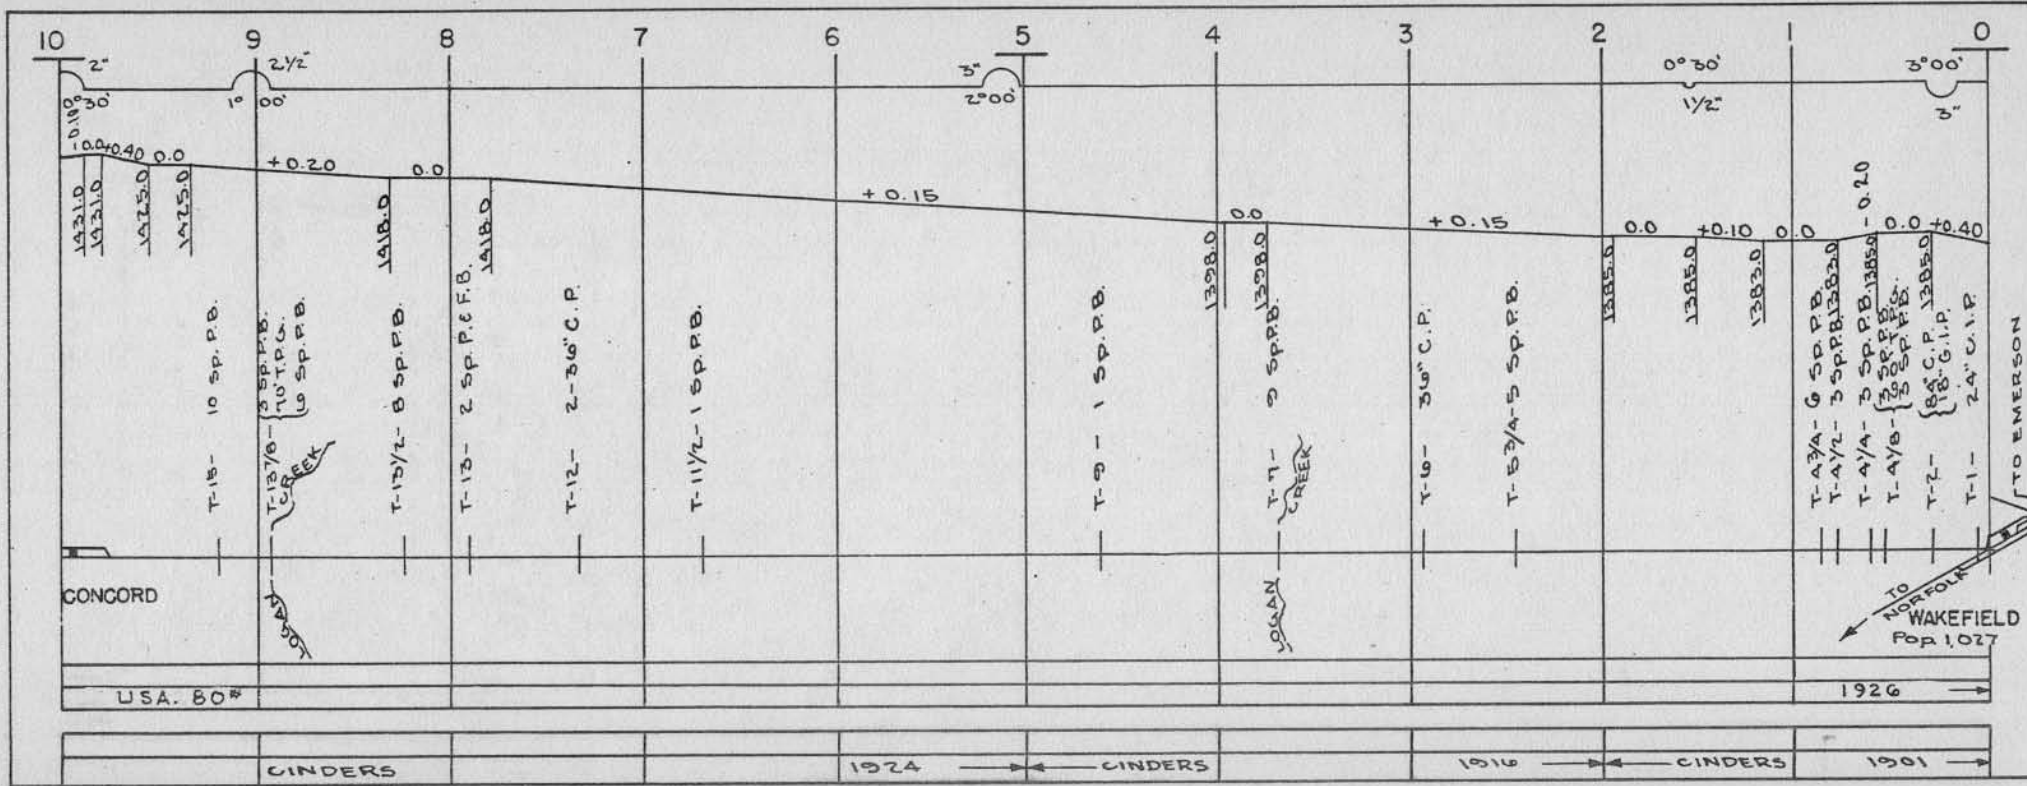 10 9 8 7 6 5 4 3 2 1 0
2" 2½" 3" 0°30' 3°00'
0°30' 1°00' 2°00' 1½" 3"
0.0 +0.40 0.0 +0.20 0.0 +0.15 0.0 +0.15 0.0 +0.10 0.0 -0.20 0.0 +0.40
1431.0
1431.0
1425.0
1425.0
1418.0
1418.0
1398.0
1398.0
1385.0
1385.0
1383.0
1383.0
1385.0
1385.0
T-15- 10 Sp. P.B.
T-13⅞- { 3 Sp. P.B.
70' T.P.G.
6 Sp. P.B.
T-13½- 8 Sp. P.B.
T-13- 2 Sp. P. & F.B.
T-12- 2-36" C.P.
T-11½- 1 Sp. P.B.
T-9- 1 Sp. P.B.
T-7- 9 Sp. P.B.
T-6- 36" C.P.
T-5¾- 5 Sp. P.B.
T-4¾- 6 Sp. P.B.
T-4½- 3 Sp. P.B.
T-4¼- 3 Sp. P.B.
T-4⅛- { 3 Sp. P.B.
T.P.G.
Sp. P.B.
T-2- { C.P.
18" G.I.P.
T-1- 24" C.I.P.
CREEK
LOGAN
CREEK
LOGAN
TO EMERSON
TO NORFOLK
CONCORD
WAKEFIELD
Pop. 1,027
USA. 80# 1926
CINDERS 1924 CINDERS 1916 CINDERS 1901